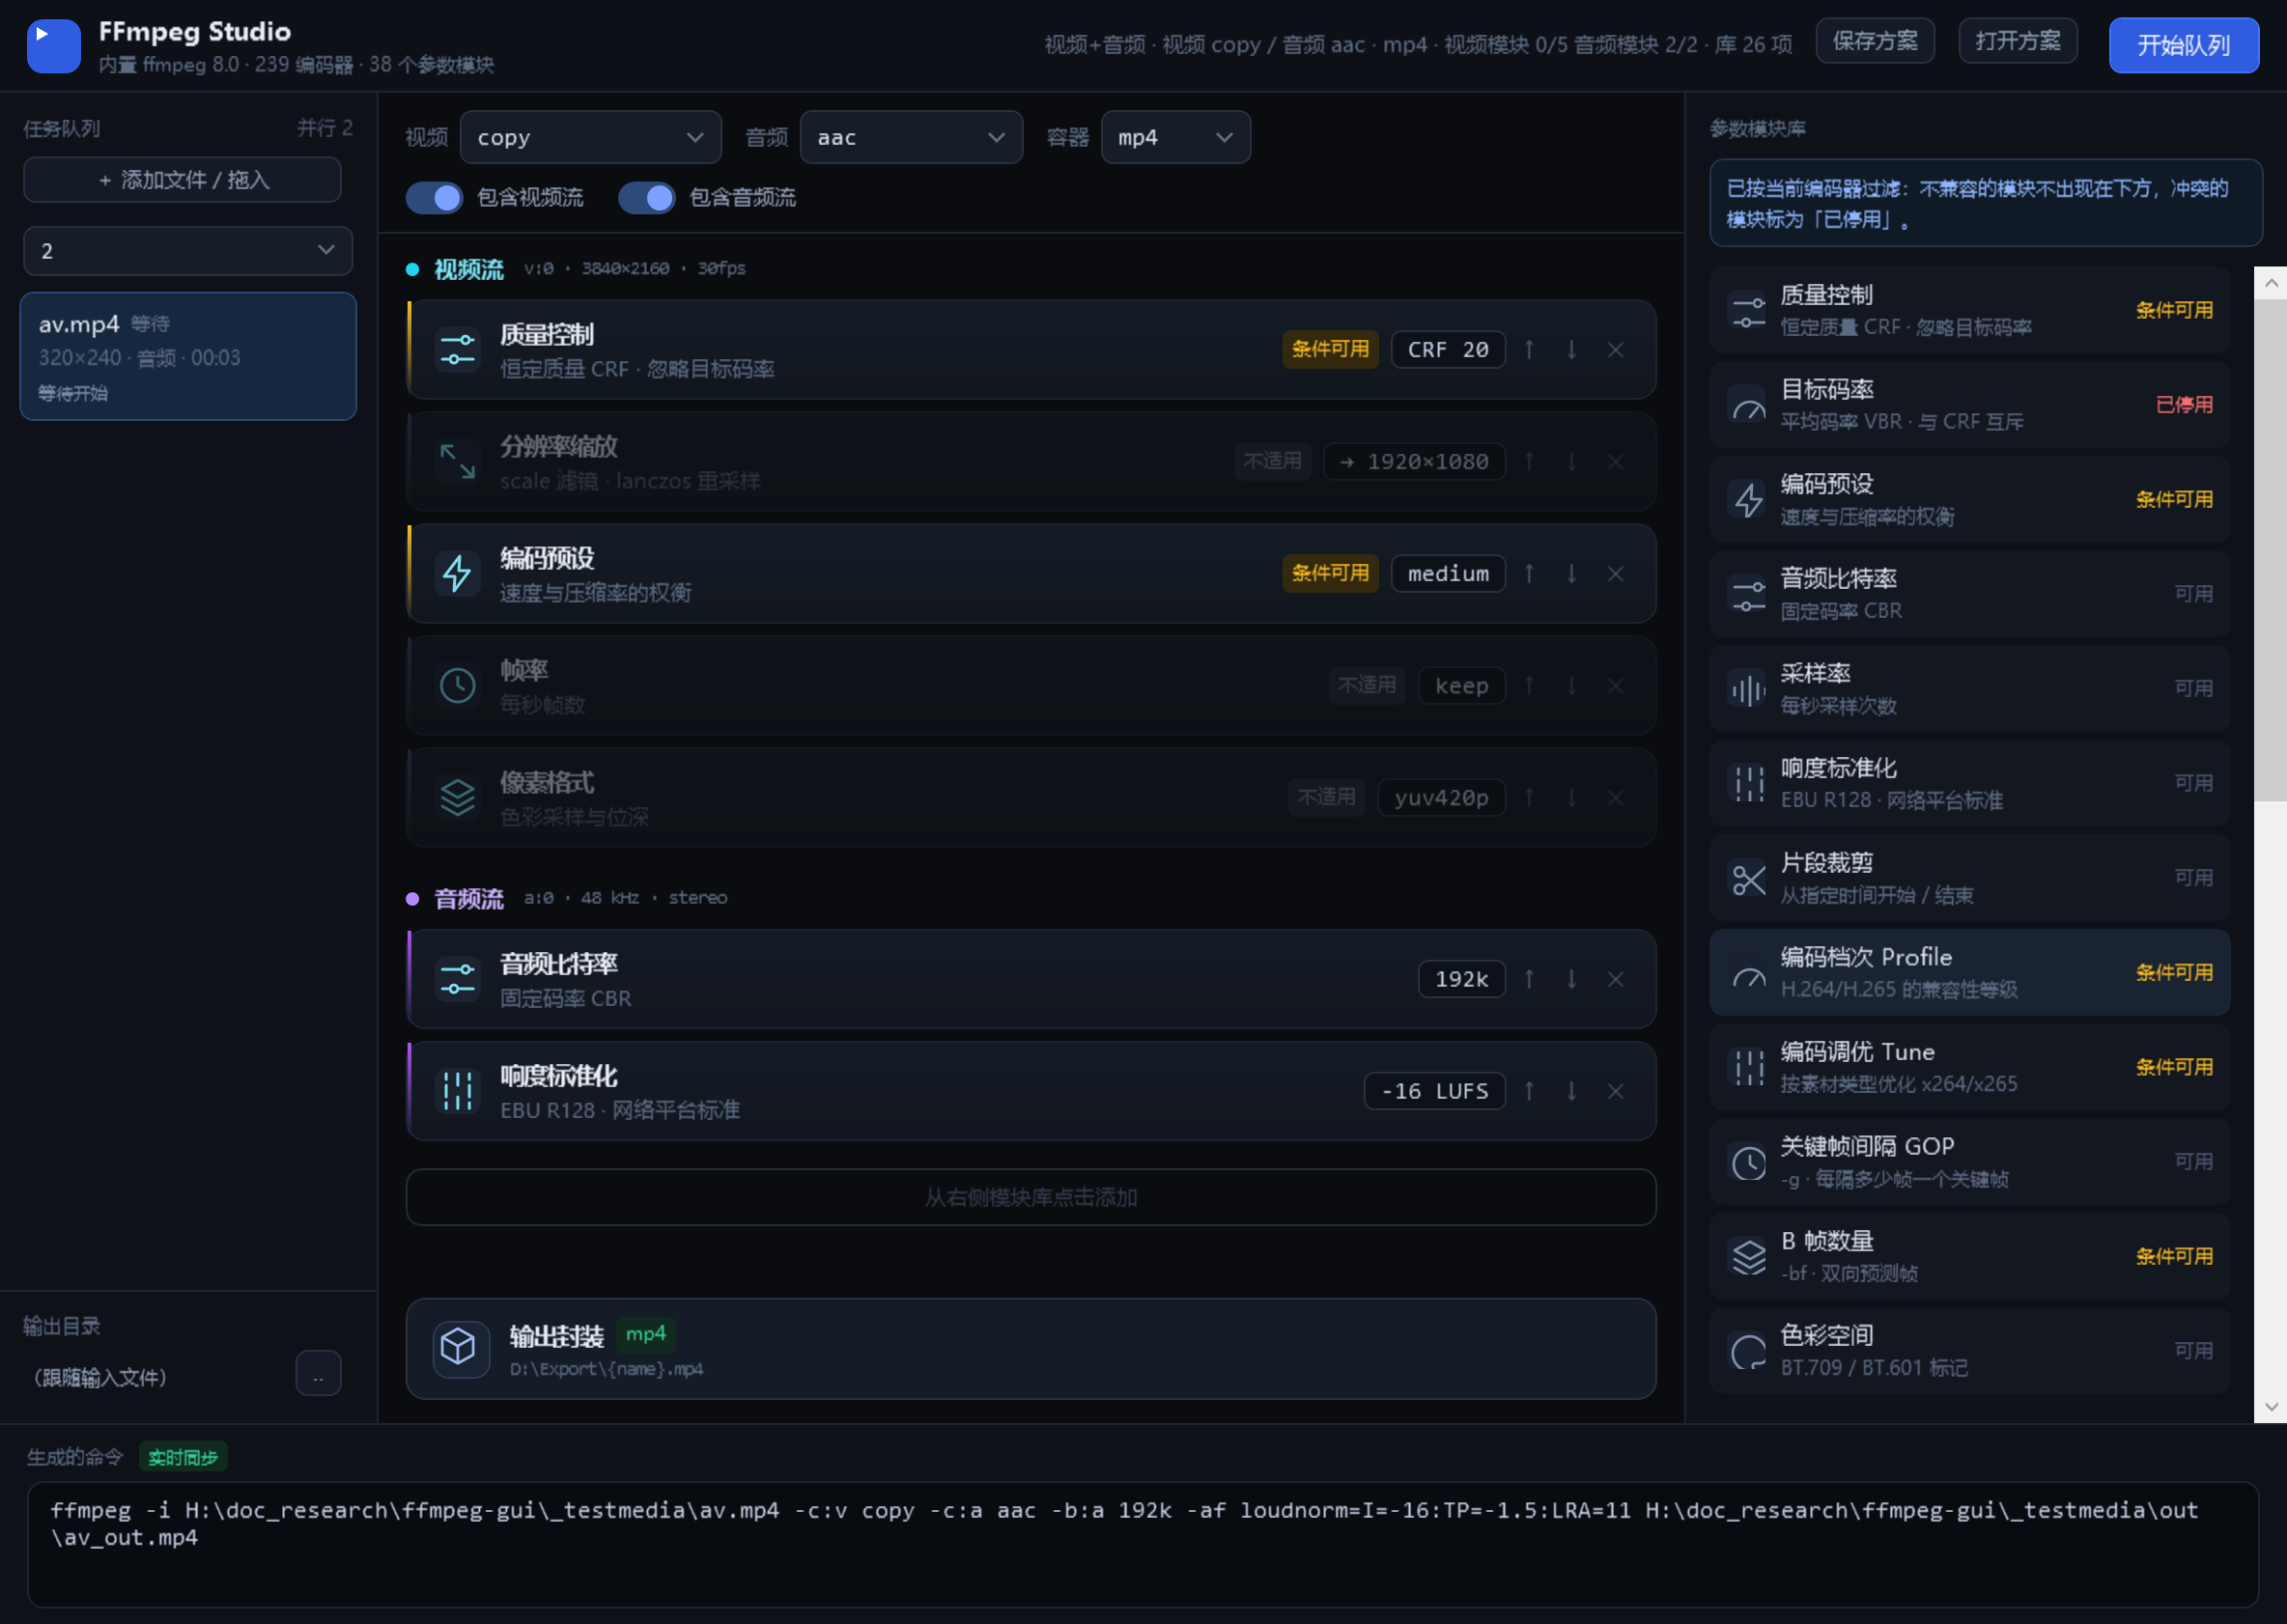 FFmpeg Studio
内置 ffmpeg 8.0 · 239 编码器 · 38 个参数模块
视频+音频 · 视频 copy / 音频 aac · mp4 · 视频模块 0/5 音频模块 2/2 · 库 26 项
保存方案
打开方案
开始队列
任务队列
并行 2
+ 添加文件 / 拖入
2
av.mp4 等待
320×240 · 音频 · 00:03
等待开始
输出目录
（跟随输入文件）
..
视频 copy
音频 aac
容器 mp4
包含视频流
包含音频流
视频流 v:0 · 3840×2160 · 30fps
质量控制
恒定质量 CRF · 忽略目标码率
条件可用 CRF 20 ↑ ↓ ×
分辨率缩放
scale 滤镜 · lanczos 重采样
不适用 → 1920×1080 ↑ ↓ ×
编码预设
速度与压缩率的权衡
条件可用 medium ↑ ↓ ×
帧率
每秒帧数
不适用 keep ↑ ↓ ×
像素格式
色彩采样与位深
不适用 yuv420p ↑ ↓ ×
音频流 a:0 · 48 kHz · stereo
音频比特率
固定码率 CBR
192k ↑ ↓ ×
响度标准化
EBU R128 · 网络平台标准
-16 LUFS ↑ ↓ ×
从右侧模块库点击添加
输出封装 mp4
D:\Export\{name}.mp4
参数模块库
已按当前编码器过滤：不兼容的模块不出现在下方，冲突的
模块标为「已停用」。
质量控制
恒定质量 CRF · 忽略目标码率
条件可用
目标码率
平均码率 VBR · 与 CRF 互斥
已停用
编码预设
速度与压缩率的权衡
条件可用
音频比特率
固定码率 CBR
可用
采样率
每秒采样次数
可用
响度标准化
EBU R128 · 网络平台标准
可用
片段裁剪
从指定时间开始 / 结束
可用
编码档次 Profile
H.264/H.265 的兼容性等级
条件可用
编码调优 Tune
按素材类型优化 x264/x265
条件可用
关键帧间隔 GOP
-g · 每隔多少帧一个关键帧
可用
B 帧数量
-bf · 双向预测帧
条件可用
色彩空间
BT.709 / BT.601 标记
可用
生成的命令 实时同步
ffmpeg -i H:\doc_research\ffmpeg-gui\_testmedia\av.mp4 -c:v copy -c:a aac -b:a 192k -af loudnorm=I=-16:TP=-1.5:LRA=11 H:\doc_research\ffmpeg-gui\_testmedia\out
\av_out.mp4